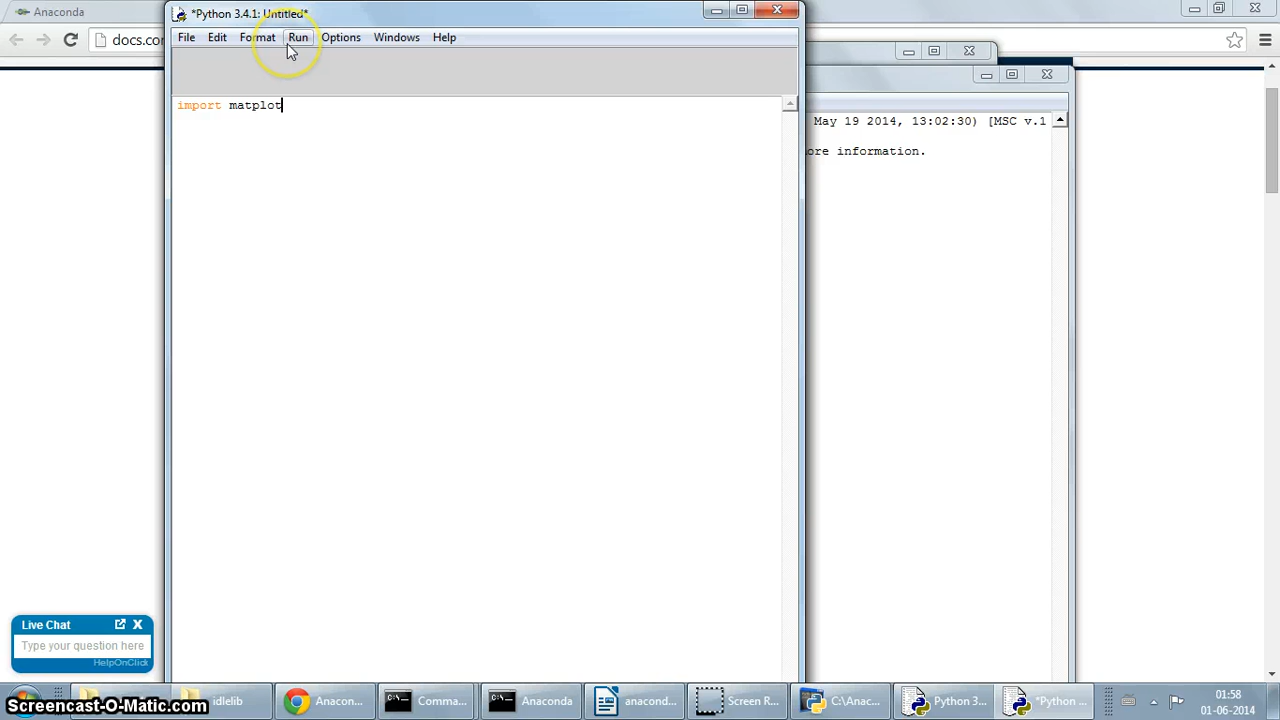 Anaconda
docs.cor
*Python 3.4.1: Untitled*
File Edit Format Run Options Windows Help
import matplot
May 19 2014, 13:02:30) [MSC v.1
ore information.
Live Chat
Type your question here
HelpOnClick
idlelib
Anacon...
Comma...
Anaconda
anacond...
Screen R...
C:\Anac...
Python 3...
*Python ...
01:58
01-06-2014
Screencast-O-Matic.com